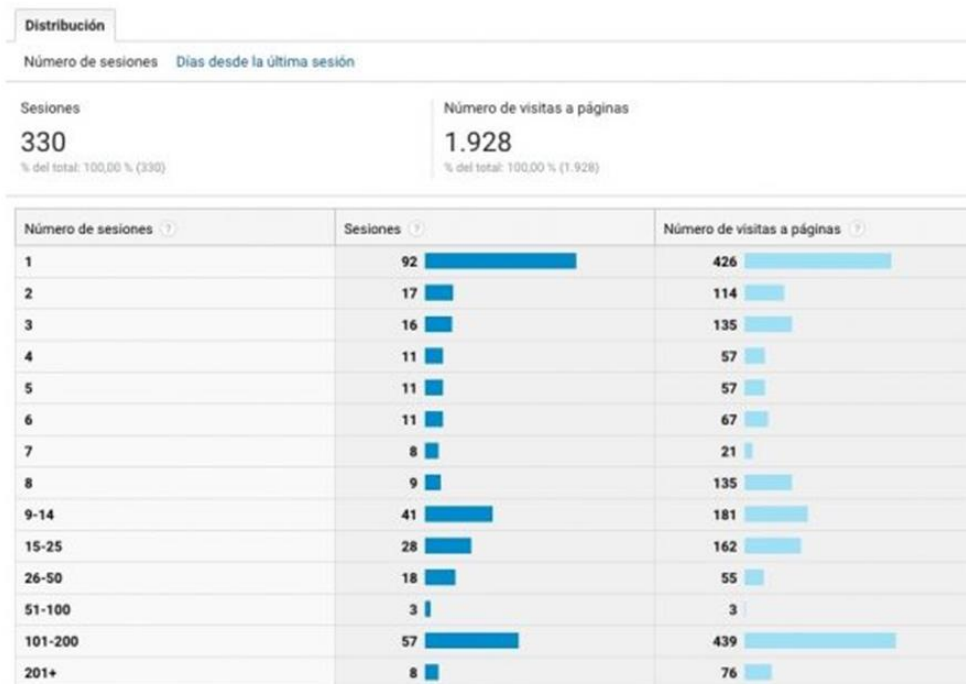 Distribución
Número de sesiones Días desde la última sesión
Sesiones Número de visitas a páginas
330 1.928
% del total: 100,00 % (330) % del total: 100,00 % (1.928)
Número de sesiones ? Sesiones ? Número de visitas a páginas ?
1 92 426
2 17 114
3 16 135
4 11 57
5 11 57
6 11 67
7 8 21
8 9 135
9-14 41 181
15-25 28 162
26-50 18 55
51-100 3 3
101-200 57 439
201+ 8 76